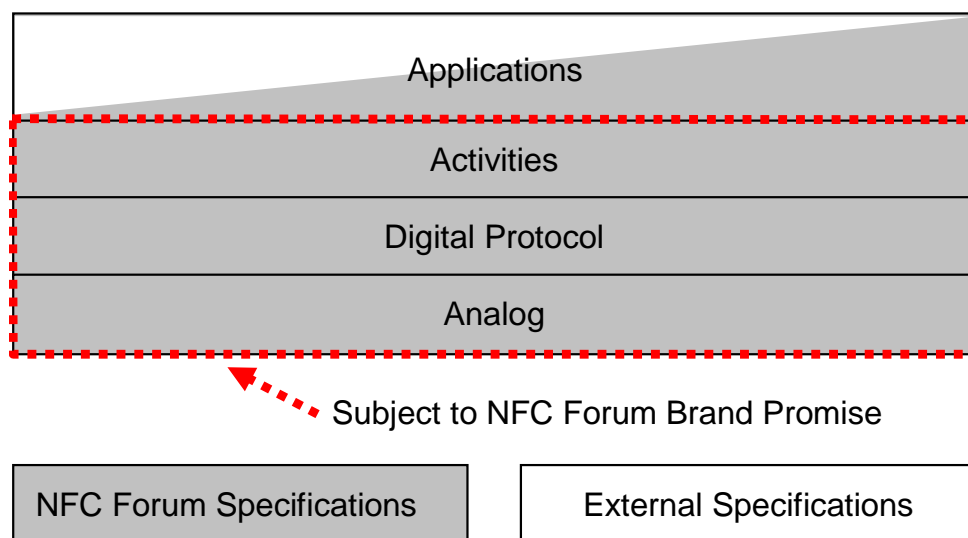 Applications
Activities
Digital Protocol
Analog
Subject to NFC Forum Brand Promise
NFC Forum Specifications
External Specifications